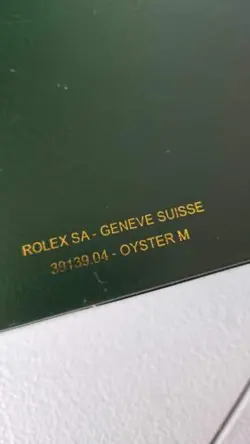 ROLEX SA - GENEVE SUISSE
39139.04 - OYSTER M